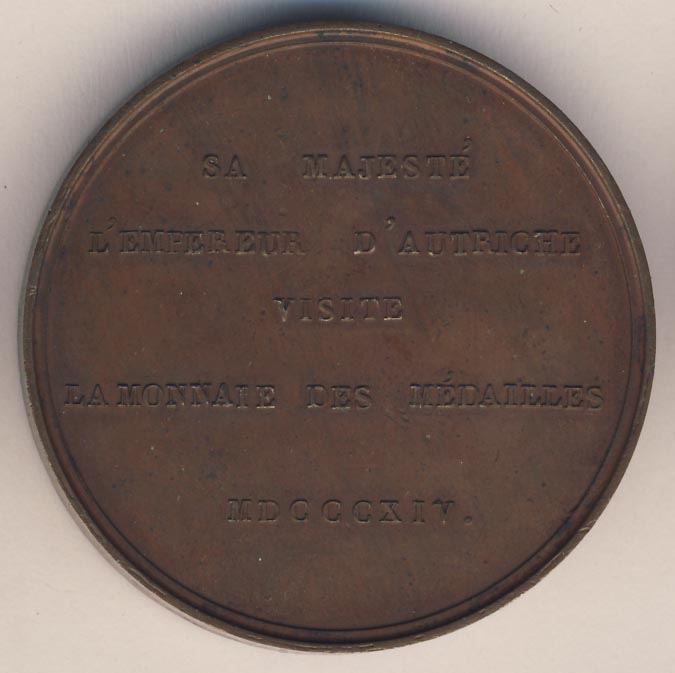 SA MAJESTÉ
L'EMPEREUR D'AUTRICHE
VISITE
LA MONNAIE DES MÉDAILLES
MDCCCXIV.